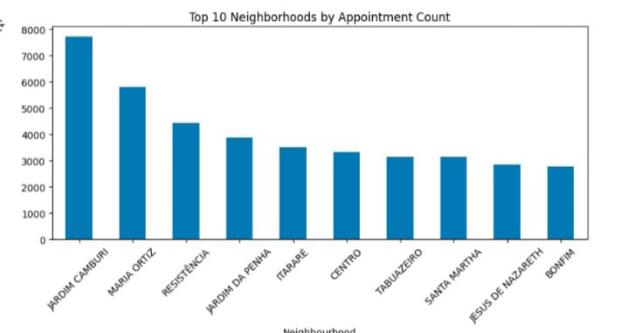 Top 10 Neighborhoods by Appointment Count
8000
7000
6000
5000
4000
3000
2000
1000
0
JARDIM CAMBURI
MARIA ORTIZ
RESISTÊNCIA
JARDIM DA PENHA
ITARARÉ
CENTRO
TABUAZEIRO
SANTA MARTHA
JESUS DE NAZARETH
BONFIM
Neighbourhood